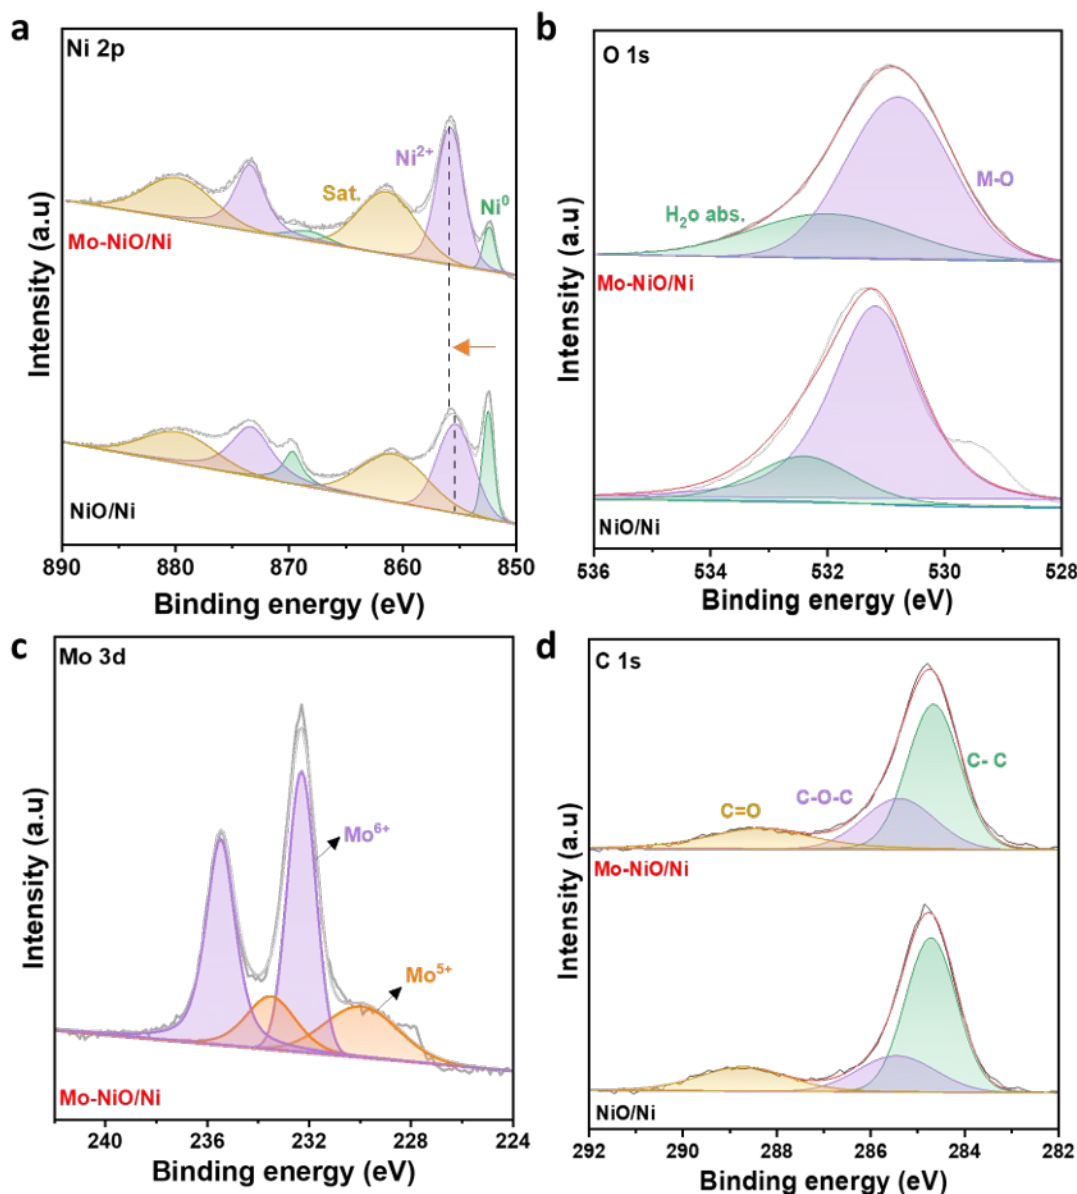 a
Ni 2p
Ni²⁺
Sat.
Ni⁰
Mo-NiO/Ni
NiO/Ni
Intensity (a.u)
890 880 870 860 850
Binding energy (eV)
b
O 1s
M-O
H₂o abs.
Mo-NiO/Ni
NiO/Ni
Intensity (a.u)
536 534 532 530 528
Binding energy (eV)
c
Mo 3d
Mo⁶⁺
Mo⁵⁺
Mo-NiO/Ni
Intensity (a.u)
240 236 232 228 224
Binding energy (eV)
d
C 1s
C- C
C-O-C
C=O
Mo-NiO/Ni
NiO/Ni
Intensity (a.u)
292 290 288 286 284 282
Binding energy (eV)